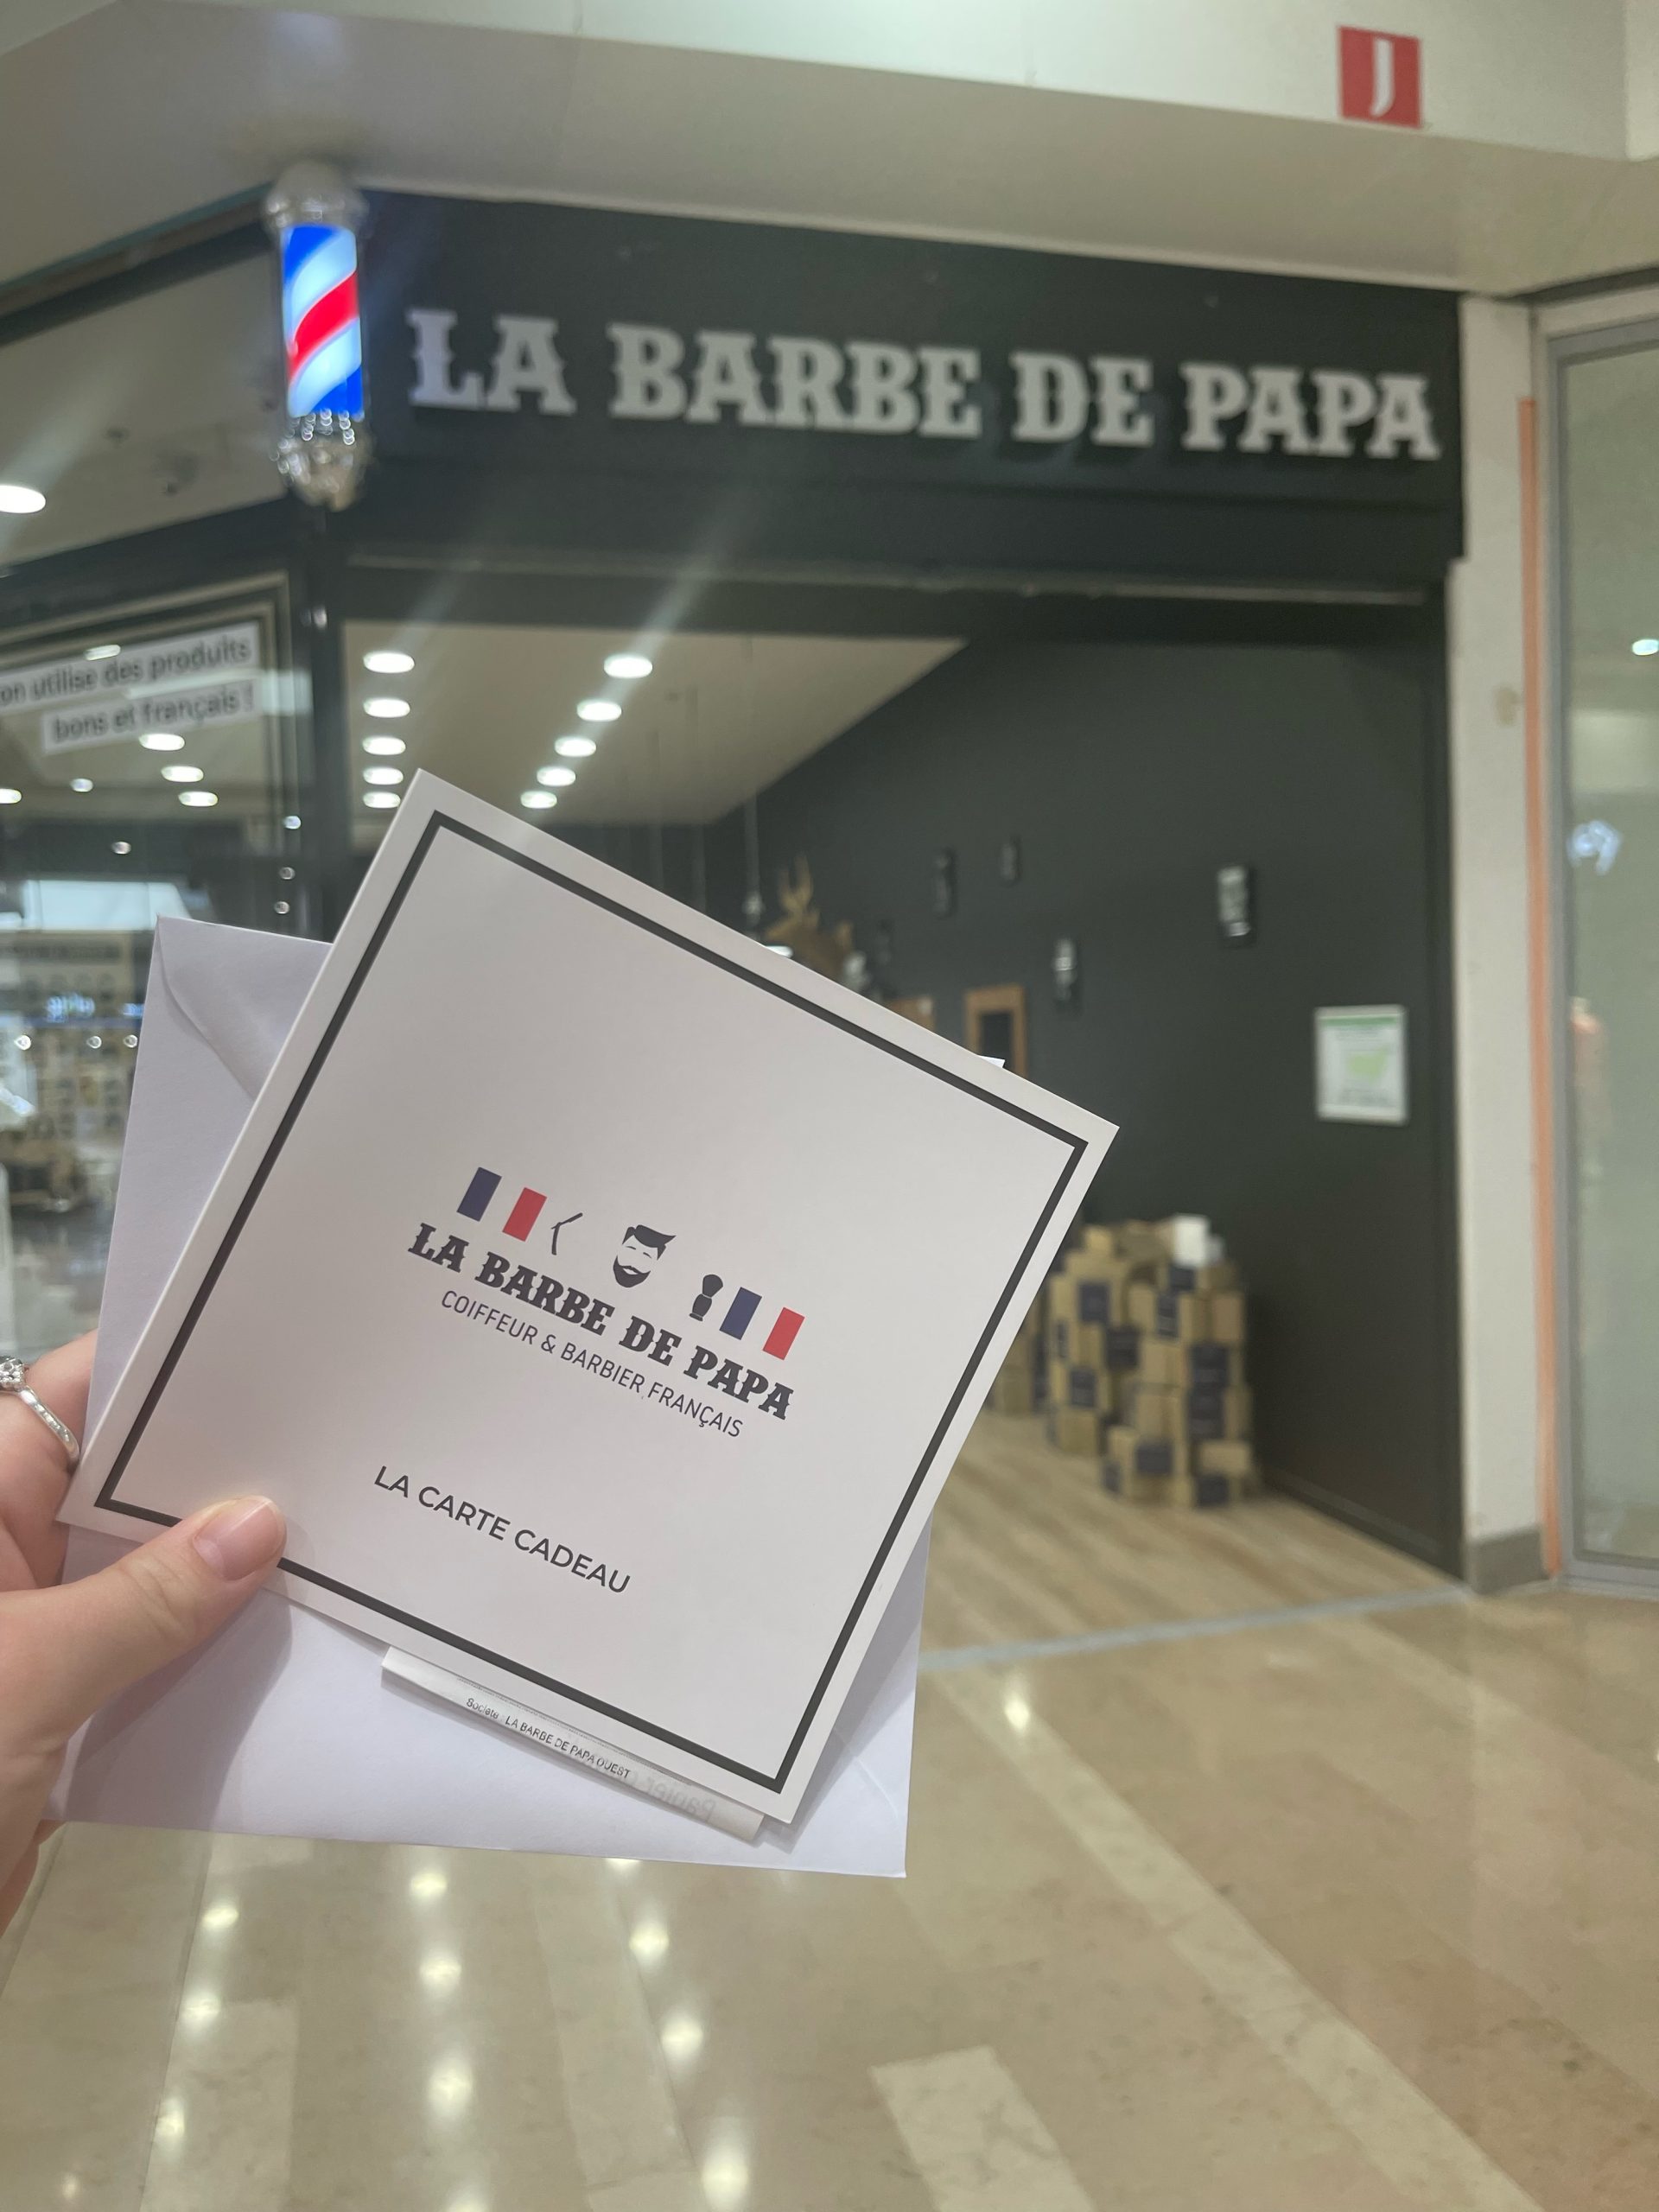 J
LA BARBE DE PAPA
on utilise des produits
bons et français !
LA BARBE DE PAPA
COIFFEUR & BARBIER FRANÇAIS
LA CARTE CADEAU
Société : LA BARBE DE PAPA OUEST